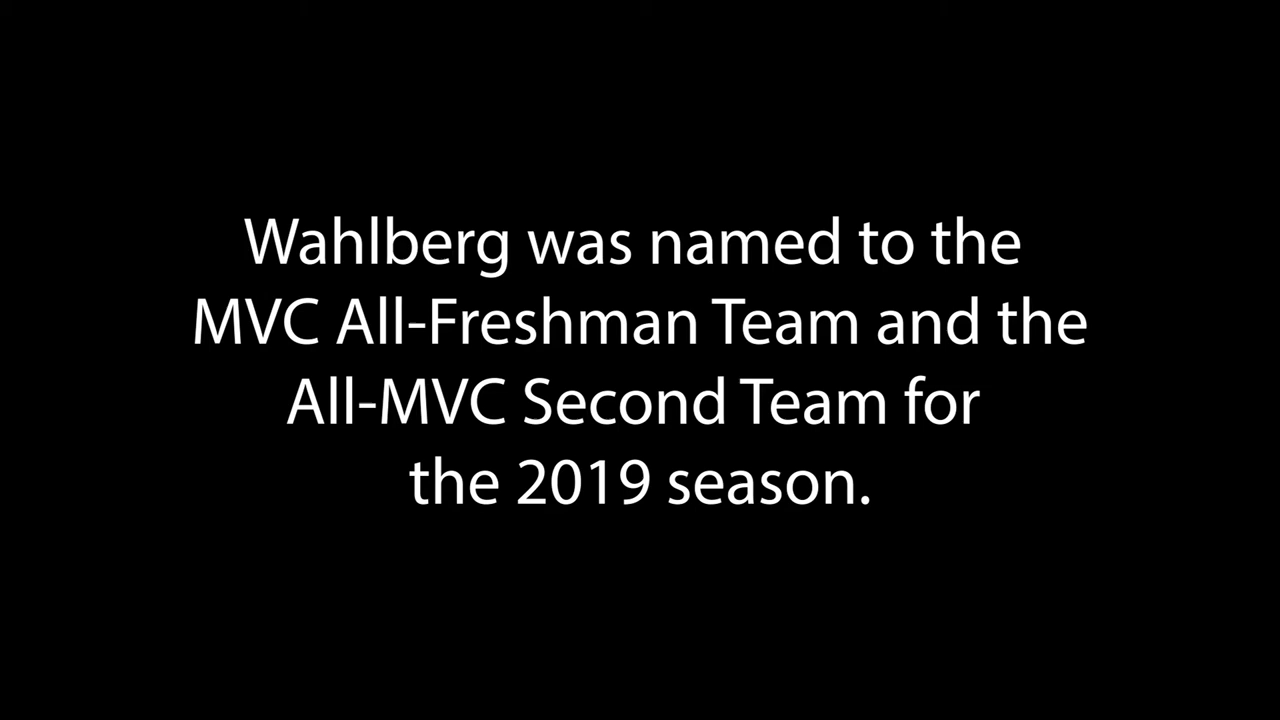 Wahlberg was named to the
MVC All-Freshman Team and the
All-MVC Second Team for
the 2019 season.